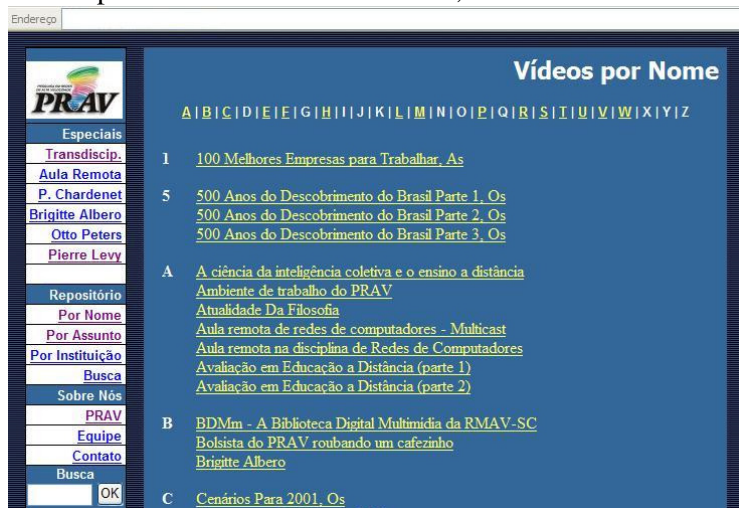 Endereço
PRAV
Especiais
Transdiscip.
Aula Remota
P. Chardenet
Brigitte Albero
Otto Peters
Pierre Levy
Repositório
Por Nome
Por Assunto
Por Instituição
Busca
Sobre Nós
PRAV
Equipe
Contato
Busca
OK
Vídeos por Nome
A | B | C | D | E | F | G | H | I | J | K | L | M | N | O | P | Q | R | S | T | U | V | W | X | Y | Z
1 100 Melhores Empresas para Trabalhar, As
5 500 Anos do Descobrimento do Brasil Parte 1, Os
500 Anos do Descobrimento do Brasil Parte 2, Os
500 Anos do Descobrimento do Brasil Parte 3, Os
A A ciência da inteligência coletiva e o ensino a distância
Ambiente de trabalho do PRAV
Atualidade Da Filosofia
Aula remota de redes de computadores - Multicast
Aula remota na disciplina de Redes de Computadores
Avaliação em Educação a Distância (parte 1)
Avaliação em Educação a Distância (parte 2)
B BDMm - A Biblioteca Digital Multimídia da RMAV-SC
Bolsista do PRAV roubando um cafezinho
Brigitte Albero
C Cenários Para 2001, Os